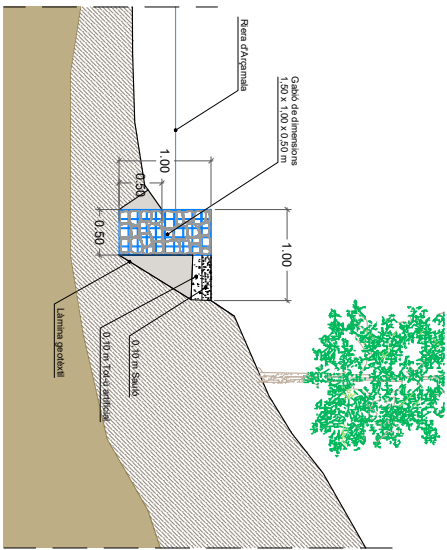 Riera d'Arçamala
Gabió de dimensions
1,50 x 1,00 x 0,50 m
1.00
0.50
1.00
0.50
0,10 m Sauló
0,10 m Tot-u artificial
Làmina geotèxtil